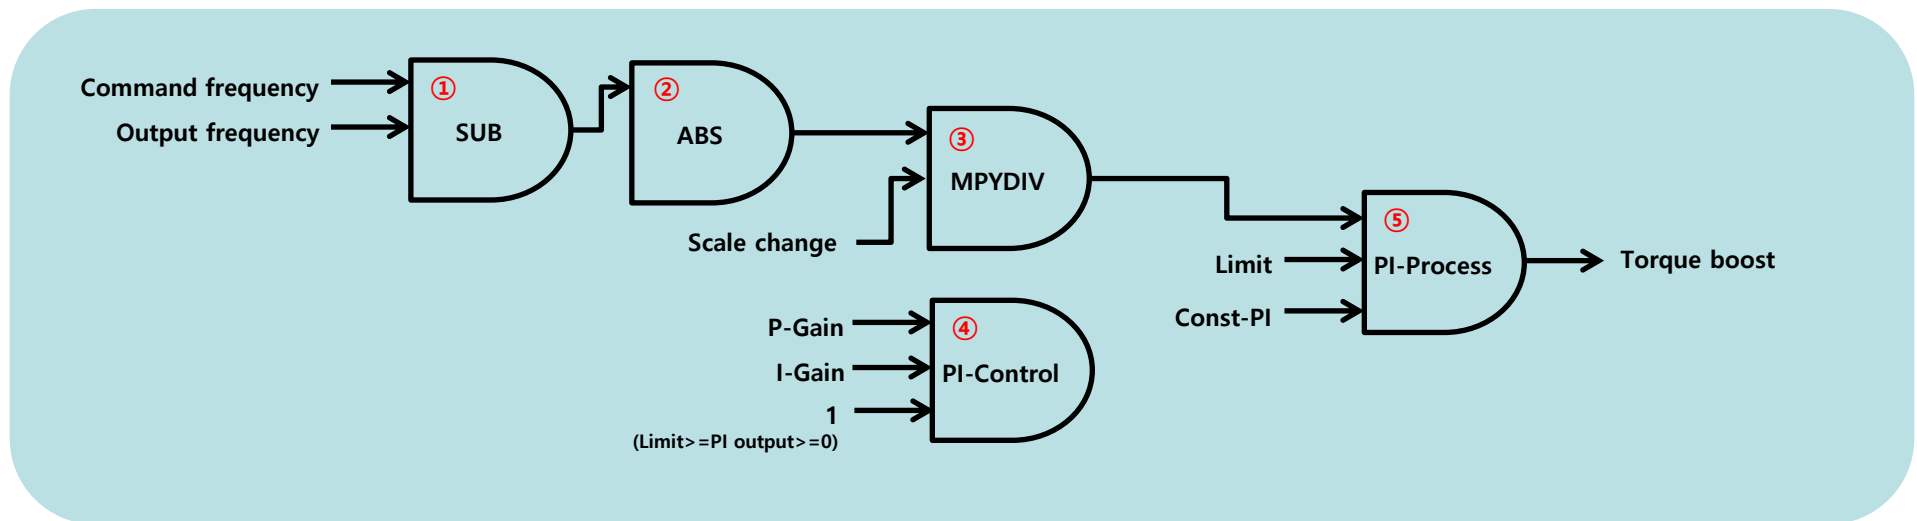 Command frequency
Output frequency
①
SUB
②
ABS
③
MPYDIV
Scale change
④
PI-Control
P-Gain
I-Gain
1
(Limit>=PI output>=0)
⑤
PI-Process
Limit
Const-PI
Torque boost